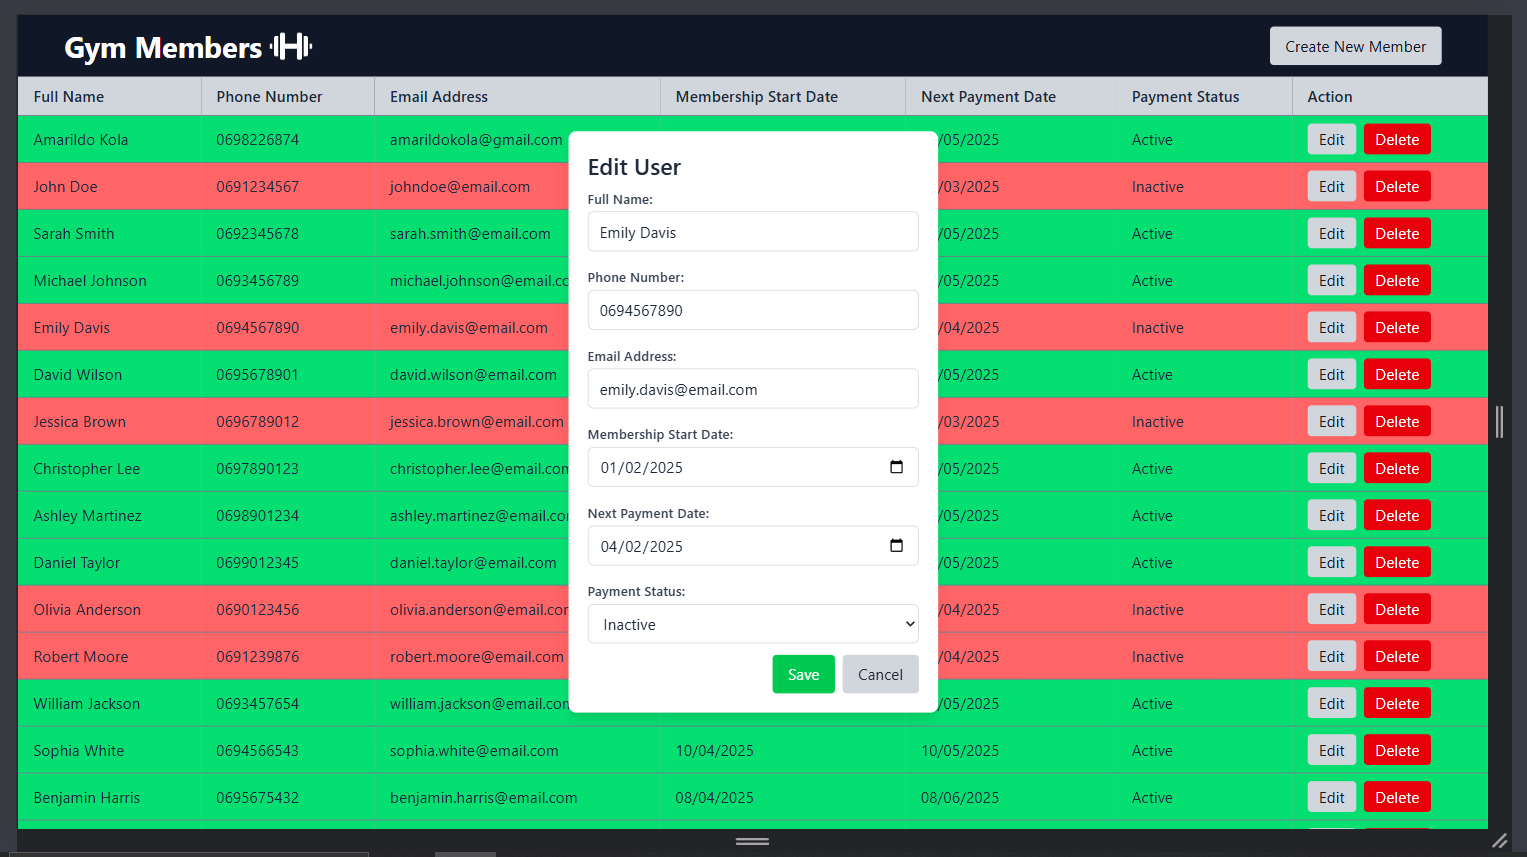 Gym Members
Create New Member
Full Name Phone Number Email Address Membership Start Date Next Payment Date Payment Status Action
Amarildo Kola 0698226874 amarildokola@gmail.com /05/2025 Active Edit Delete
John Doe 0691234567 johndoe@email.com /03/2025 Inactive Edit Delete
Sarah Smith 0692345678 sarah.smith@email.com /05/2025 Active Edit Delete
Michael Johnson 0693456789 michael.johnson@email.co /05/2025 Active Edit Delete
Emily Davis 0694567890 emily.davis@email.com /04/2025 Inactive Edit Delete
David Wilson 0695678901 david.wilson@email.com /05/2025 Active Edit Delete
Jessica Brown 0696789012 jessica.brown@email.com /03/2025 Inactive Edit Delete
Christopher Lee 0697890123 christopher.lee@email.com /05/2025 Active Edit Delete
Ashley Martinez 0698901234 ashley.martinez@email.co /05/2025 Active Edit Delete
Daniel Taylor 0699012345 daniel.taylor@email.com /05/2025 Active Edit Delete
Olivia Anderson 0690123456 olivia.anderson@email.com /04/2025 Inactive Edit Delete
Robert Moore 0691239876 robert.moore@email.com /04/2025 Inactive Edit Delete
William Jackson 0693457654 william.jackson@email.com /05/2025 Active Edit Delete
Sophia White 0694566543 sophia.white@email.com 10/04/2025 10/05/2025 Active Edit Delete
Benjamin Harris 0695675432 benjamin.harris@email.com 08/04/2025 08/06/2025 Active Edit Delete
Edit User
Full Name:
Emily Davis
Phone Number:
0694567890
Email Address:
emily.davis@email.com
Membership Start Date:
01/02/2025
Next Payment Date:
04/02/2025
Payment Status:
Inactive
Save Cancel